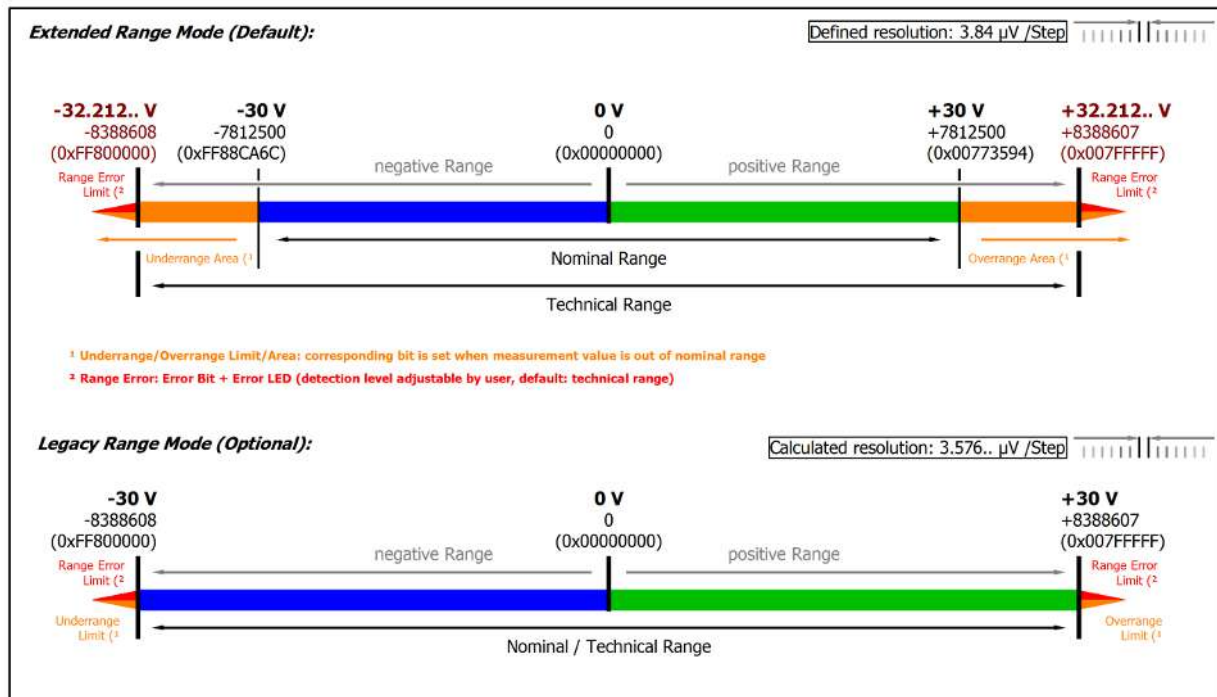 Extended Range Mode (Default):
Defined resolution: 3.84 µV /Step
-32.212.. V
-30 V
0 V
+30 V
+32.212.. V
-8388608
-7812500
0
+7812500
+8388607
(0xFF800000)
(0xFF88CA6C)
(0x00000000)
(0x00773594)
(0x007FFFFF)
negative Range
positive Range
Range Error
Limit (²
Range Error
Limit (²
Underrange Area (¹
Nominal Range
Overrange Area (¹
Technical Range
¹ Underrange/Overrange Limit/Area: corresponding bit is set when measurement value is out of nominal range
² Range Error: Error Bit + Error LED (detection level adjustable by user, default: technical range)
Legacy Range Mode (Optional):
Calculated resolution: 3.576.. µV /Step
-30 V
0 V
+30 V
-8388608
0
+8388607
(0xFF800000)
(0x00000000)
(0x007FFFFF)
negative Range
positive Range
Range Error
Limit (²
Range Error
Limit (²
Underrange
Limit (¹
Overrange
Limit (¹
Nominal / Technical Range